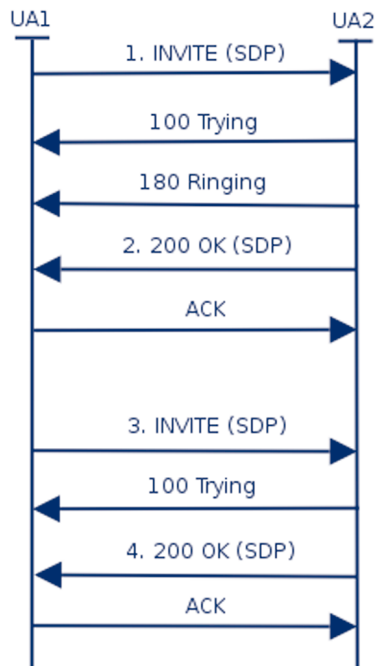 UA1
UA2
1. INVITE (SDP)
100 Trying
180 Ringing
2. 200 OK (SDP)
ACK
3. INVITE (SDP)
100 Trying
4. 200 OK (SDP)
ACK